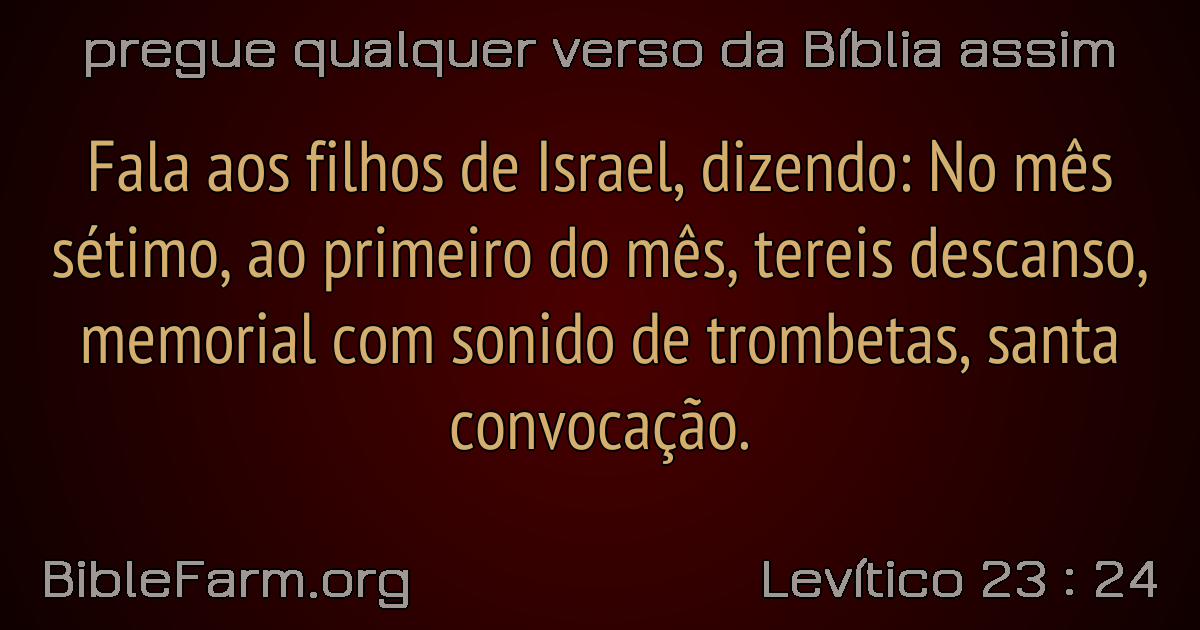 pregue qualquer verso da Bíblia assim
Fala aos filhos de Israel, dizendo: No mês
sétimo, ao primeiro do mês, tereis descanso,
memorial com sonido de trombetas, santa
convocação.
BibleFarm.org
Levítico 23 : 24